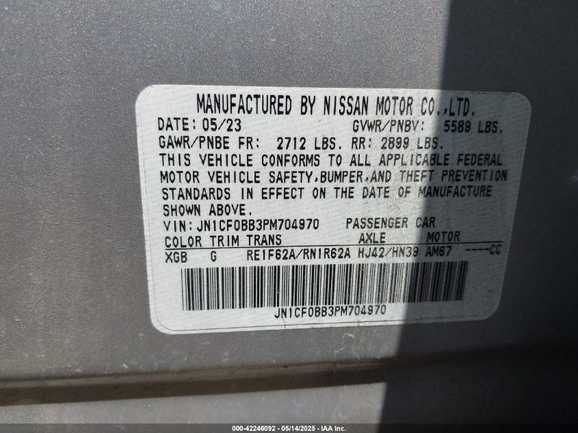 MANUFACTURED BY NISSAN MOTOR CO.,LTD.
DATE: 05/23 GVWR/PNBV: 5589 LBS.
GAWR/PNBE FR: 2712 LBS. RR: 2899 LBS.
THIS VEHICLE CONFORMS TO ALL APPLICABLE FEDERAL
MOTOR VEHICLE SAFETY,BUMPER,AND THEFT PREVENTION
STANDARDS IN EFFECT ON THE DATE OF MANUFACTURE
SHOWN ABOVE.
VIN: JN1CF0BB3PM704970 PASSENGER CAR
COLOR TRIM TRANS AXLE MOTOR
XGB G RE1F62A/RN1R62A HJ42/HN39 AM67 ----CC
JN1CF0BB3PM704970
000-42246092 - 05/14/2025 - IAA Inc.